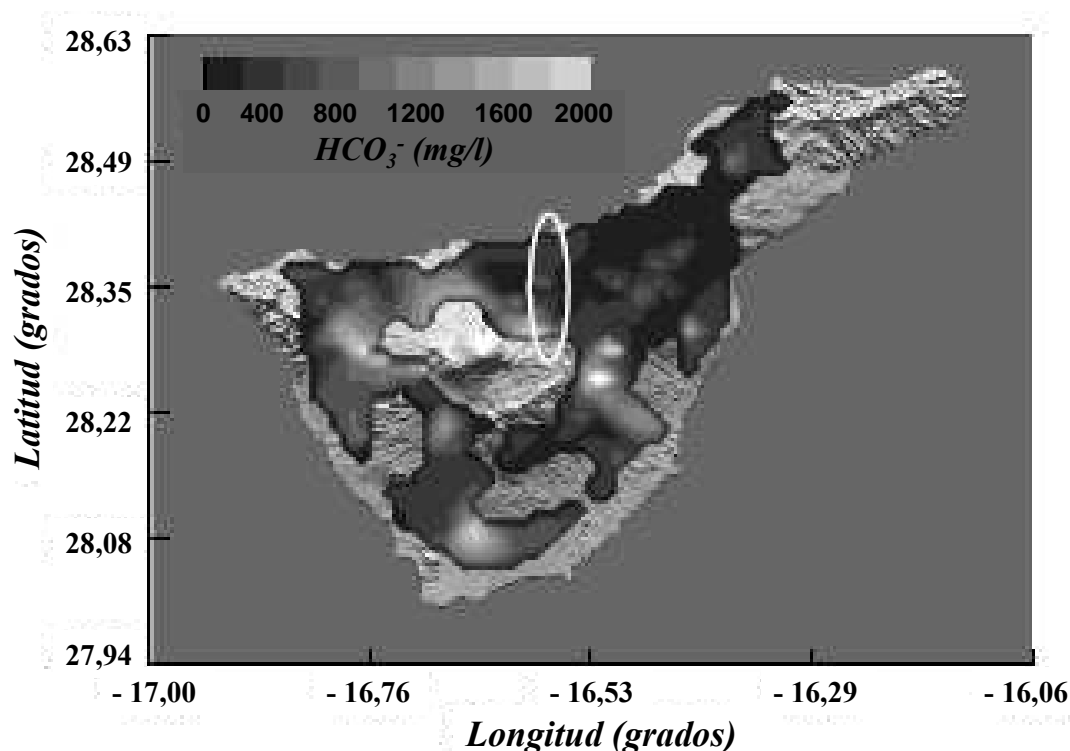 28,63
28,49
28,35
28,22
28,08
27,94
Latitud (grados)
0 400 800 1200 1600 2000
HCO₃⁻ (mg/l)
- 17,00 - 16,76 - 16,53 - 16,29 - 16,06
Longitud (grados)